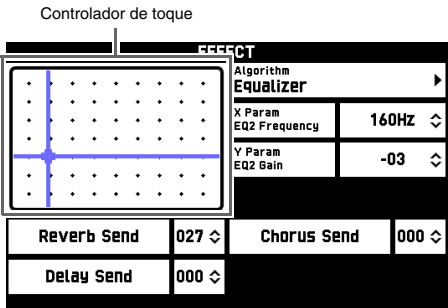 Controlador de toque
EFFECT
Algorithm
Equalizer
X Param
EQ2 Frequency
160Hz
Y Param
EQ2 Gain
-03
Reverb Send
027
Chorus Send
000
Delay Send
000